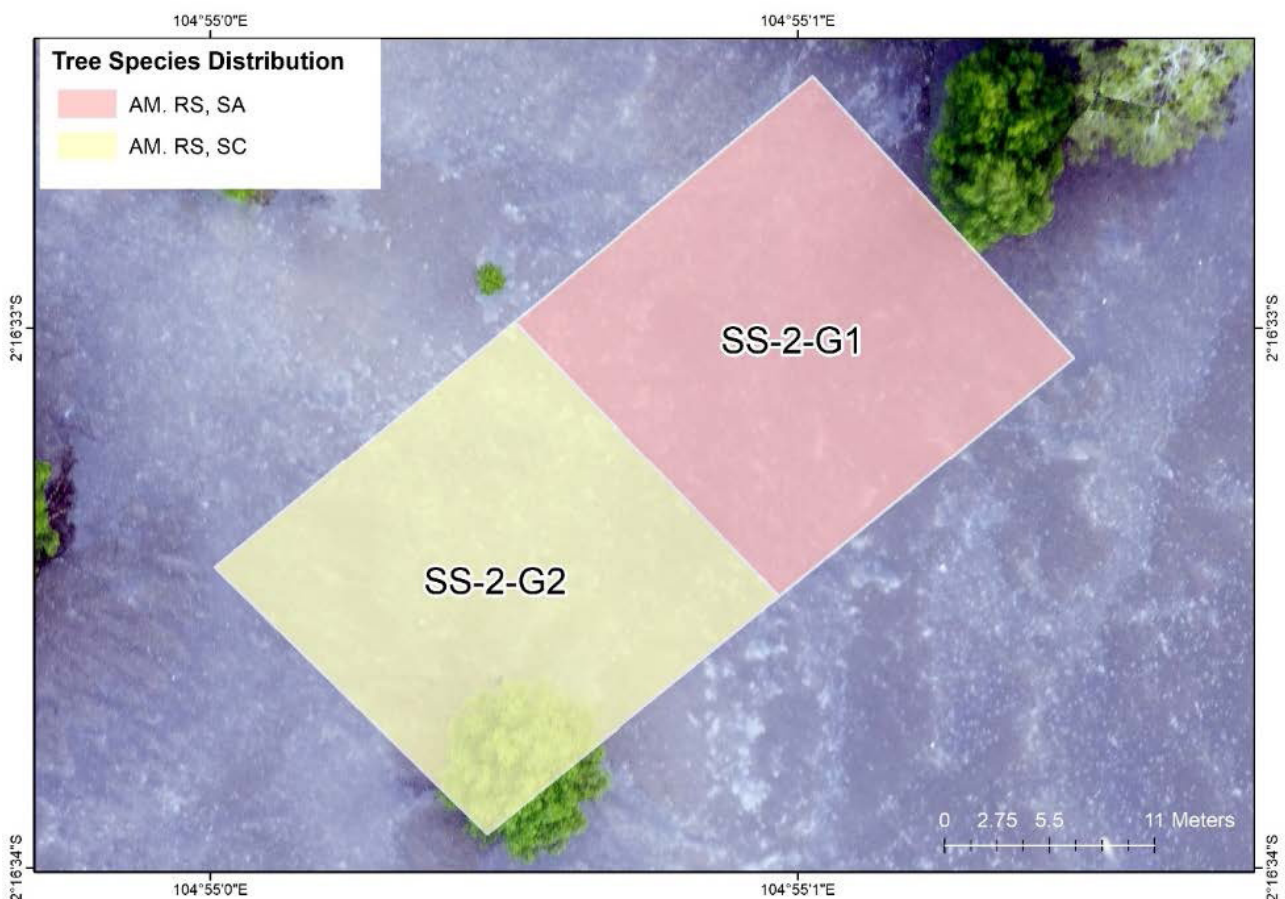 104°55'0"E
104°55'1"E
Tree Species Distribution
AM. RS, SA
AM. RS, SC
2°16'33"S
2°16'33"S
SS-2-G1
SS-2-G2
0 2.75 5.5 11 Meters
2°16'34"S
2°16'34"S
104°55'0"E
104°55'1"E